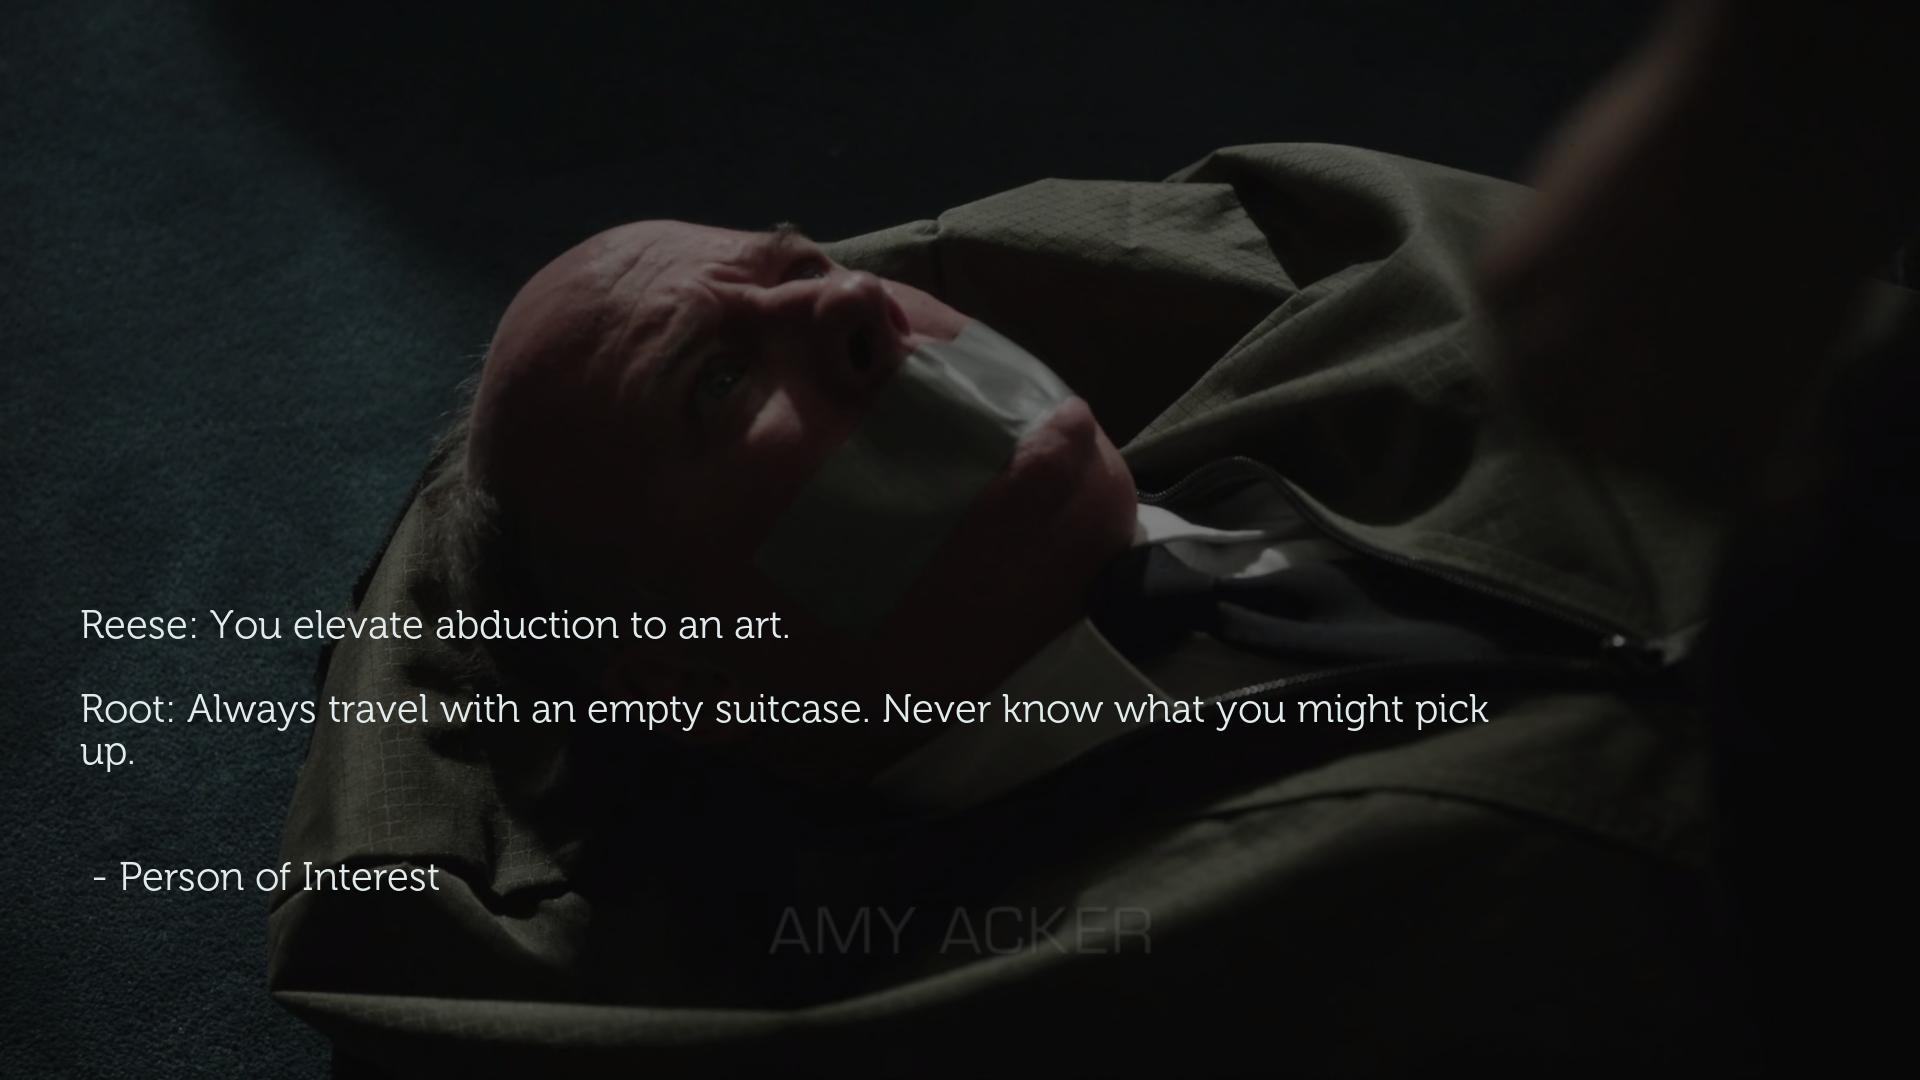 Reese: You elevate abduction to an art.
Root: Always travel with an empty suitcase. Never know what you might pick
up.
- Person of Interest
AMY ACKER